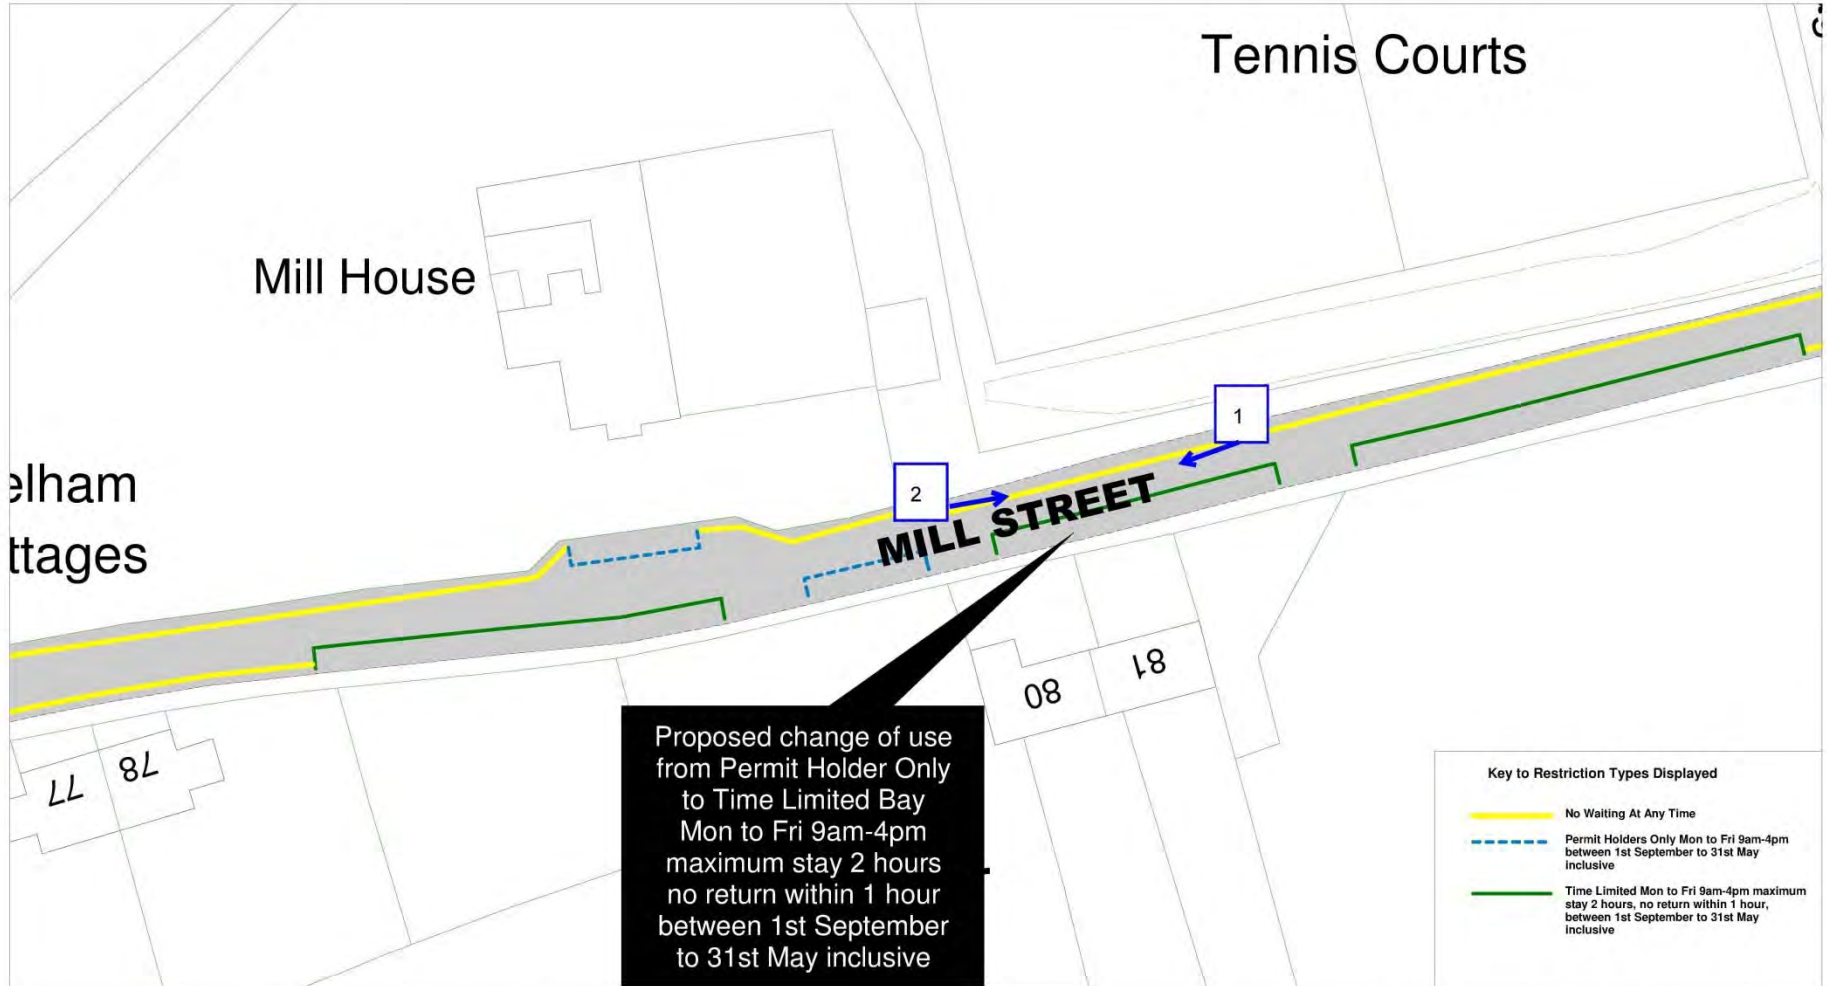 Tennis Courts
Mill House
1
2
MILL STREET
elham
ttages
81
80
78
77
Proposed change of use
from Permit Holder Only
to Time Limited Bay
Mon to Fri 9am-4pm
maximum stay 2 hours
no return within 1 hour
between 1st September
to 31st May inclusive
Key to Restriction Types Displayed
No Waiting At Any Time
Permit Holders Only Mon to Fri 9am-4pm
between 1st September to 31st May
inclusive
Time Limited Mon to Fri 9am-4pm maximum
stay 2 hours, no return within 1 hour,
between 1st September to 31st May
inclusive